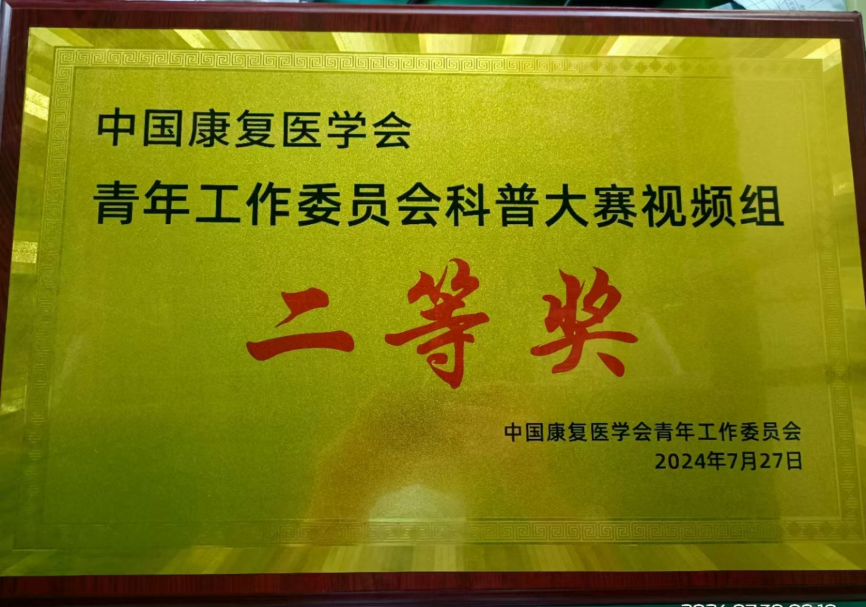 中国康复医学会
青年工作委员会科普大赛视频组
二等奖
中国康复医学会青年工作委员会
2024年7月27日